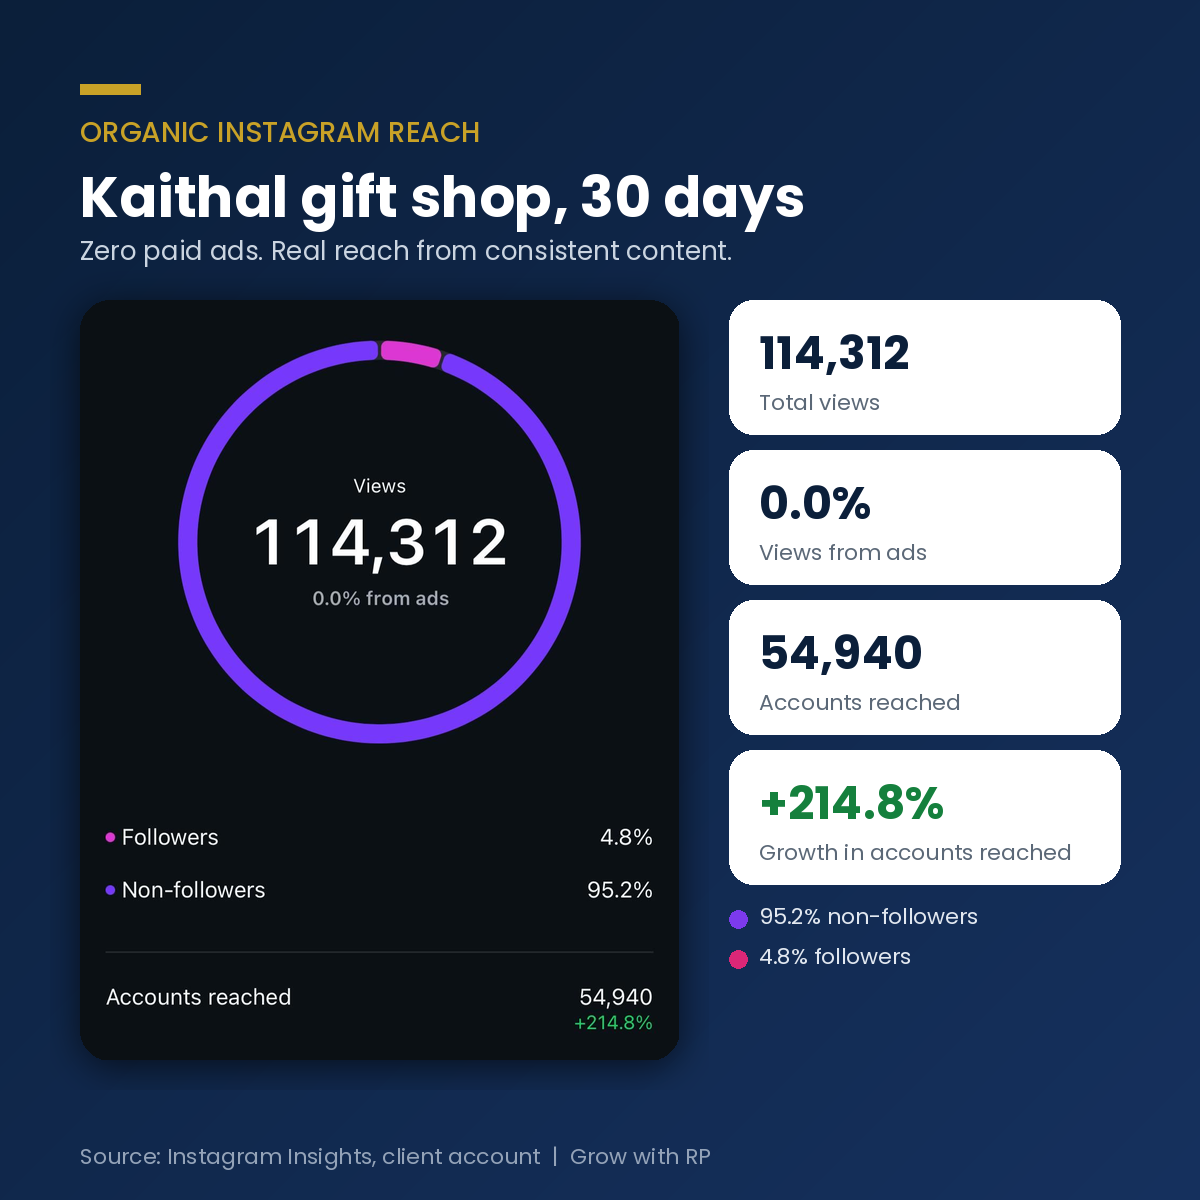 ORGANIC INSTAGRAM REACH
Kaithal gift shop, 30 days
Zero paid ads. Real reach from consistent content.
Views
114,312
0.0% from ads
Followers 4.8%
Non-followers 95.2%
Accounts reached 54,940
+214.8%
114,312
Total views
0.0%
Views from ads
54,940
Accounts reached
+214.8%
Growth in accounts reached
95.2% non-followers
4.8% followers
Source: Instagram Insights, client account | Grow with RP